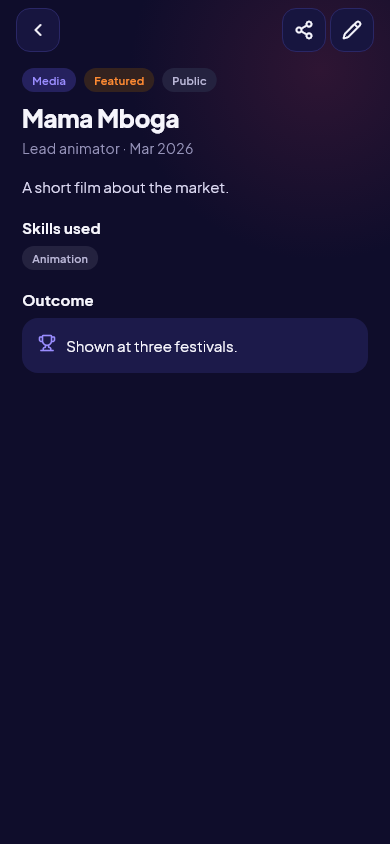 Media Featured Public
Mama Mboga
Lead animator · Mar 2026
A short film about the market.
Skills used
Animation
Outcome
Shown at three festivals.